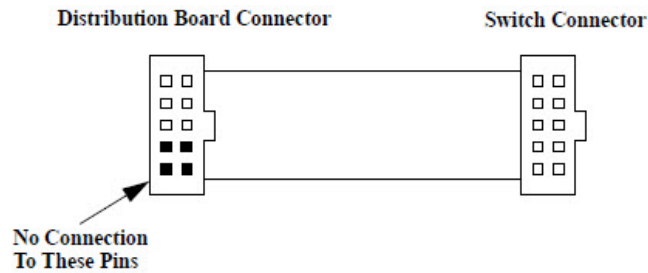 Distribution Board Connector
Switch Connector
No Connection
To These Pins